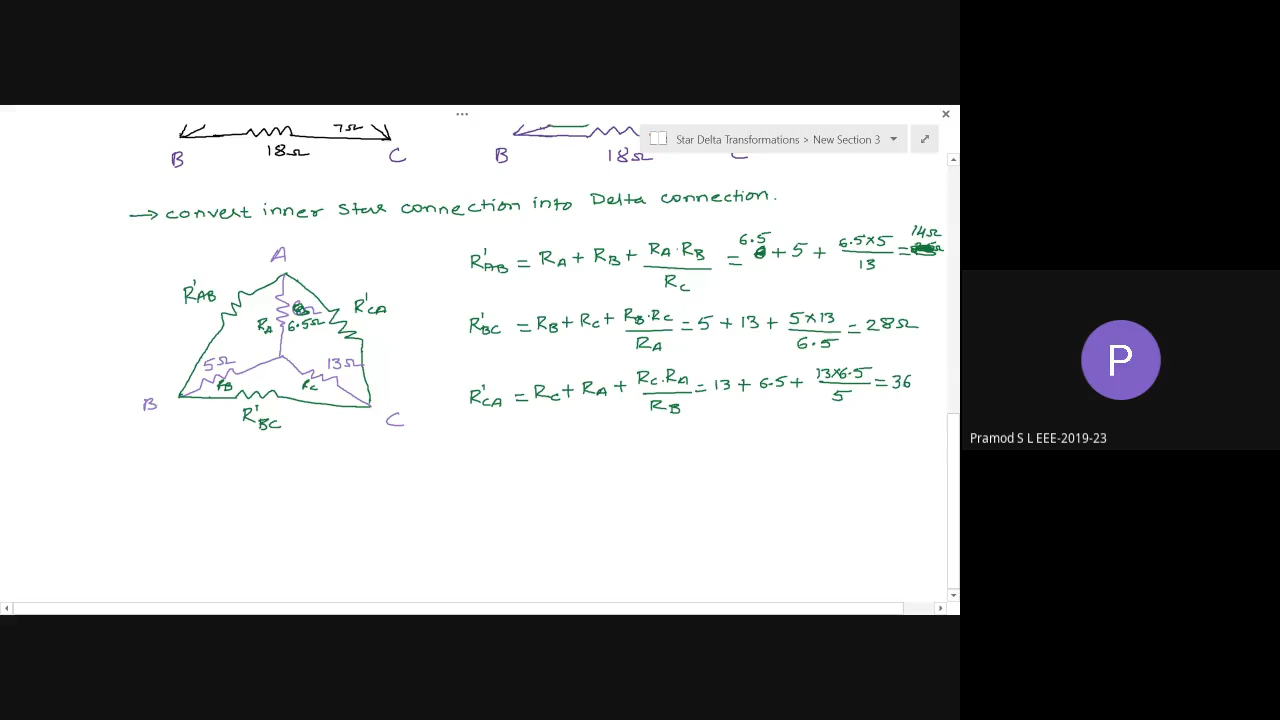 7Ω
B 18Ω C
B 18Ω
Star Delta Transformations > New Section 3
→ convert inner star connection into Delta connection.
A
R'AB
R'CA
RA 6.5Ω
5Ω
13Ω
RB
RC
B
R'BC
C
R'AB = RA + RB + RA·RB/RC = 6.5 + 5 + 6.5×5/13 = 14Ω
R'BC = RB + RC + RB·RC/RA = 5 + 13 + 5×13/6.5 = 28Ω
R'CA = RC + RA + RC·RA/RB = 13 + 6.5 + 13×6.5/5 = 36
P
Pramod S L EEE-2019-23